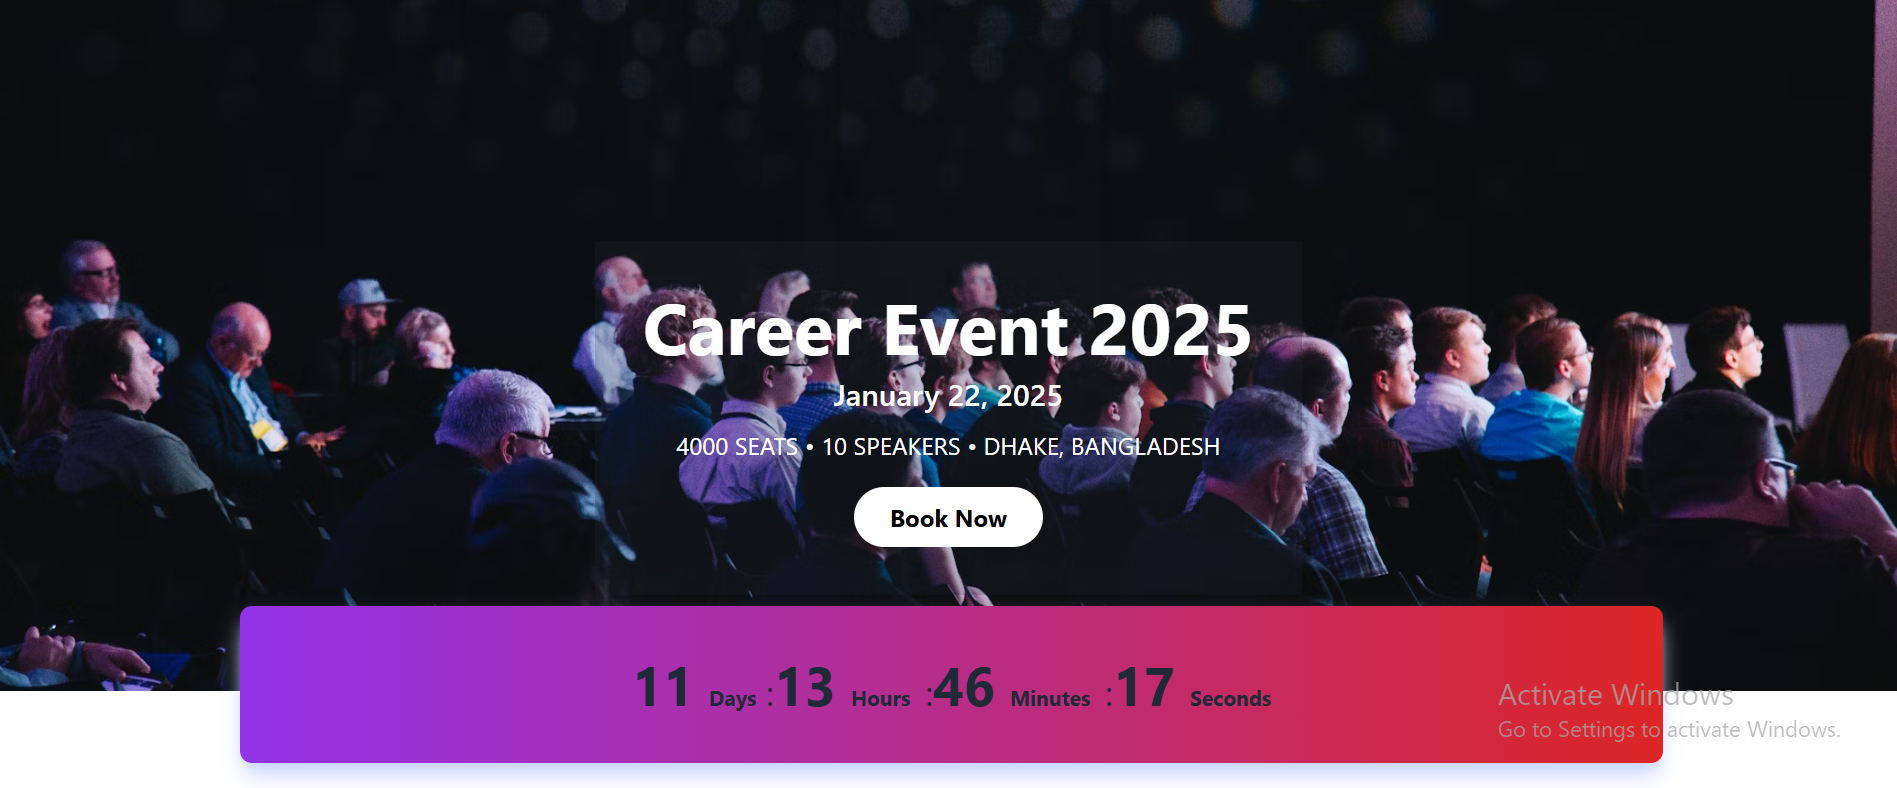 Career Event 2025
January 22, 2025
4000 SEATS • 10 SPEAKERS • DHAKE, BANGLADESH
Book Now
11 Days :13 Hours :46 Minutes :17 Seconds
Activate Windows
Go to Settings to activate Windows.